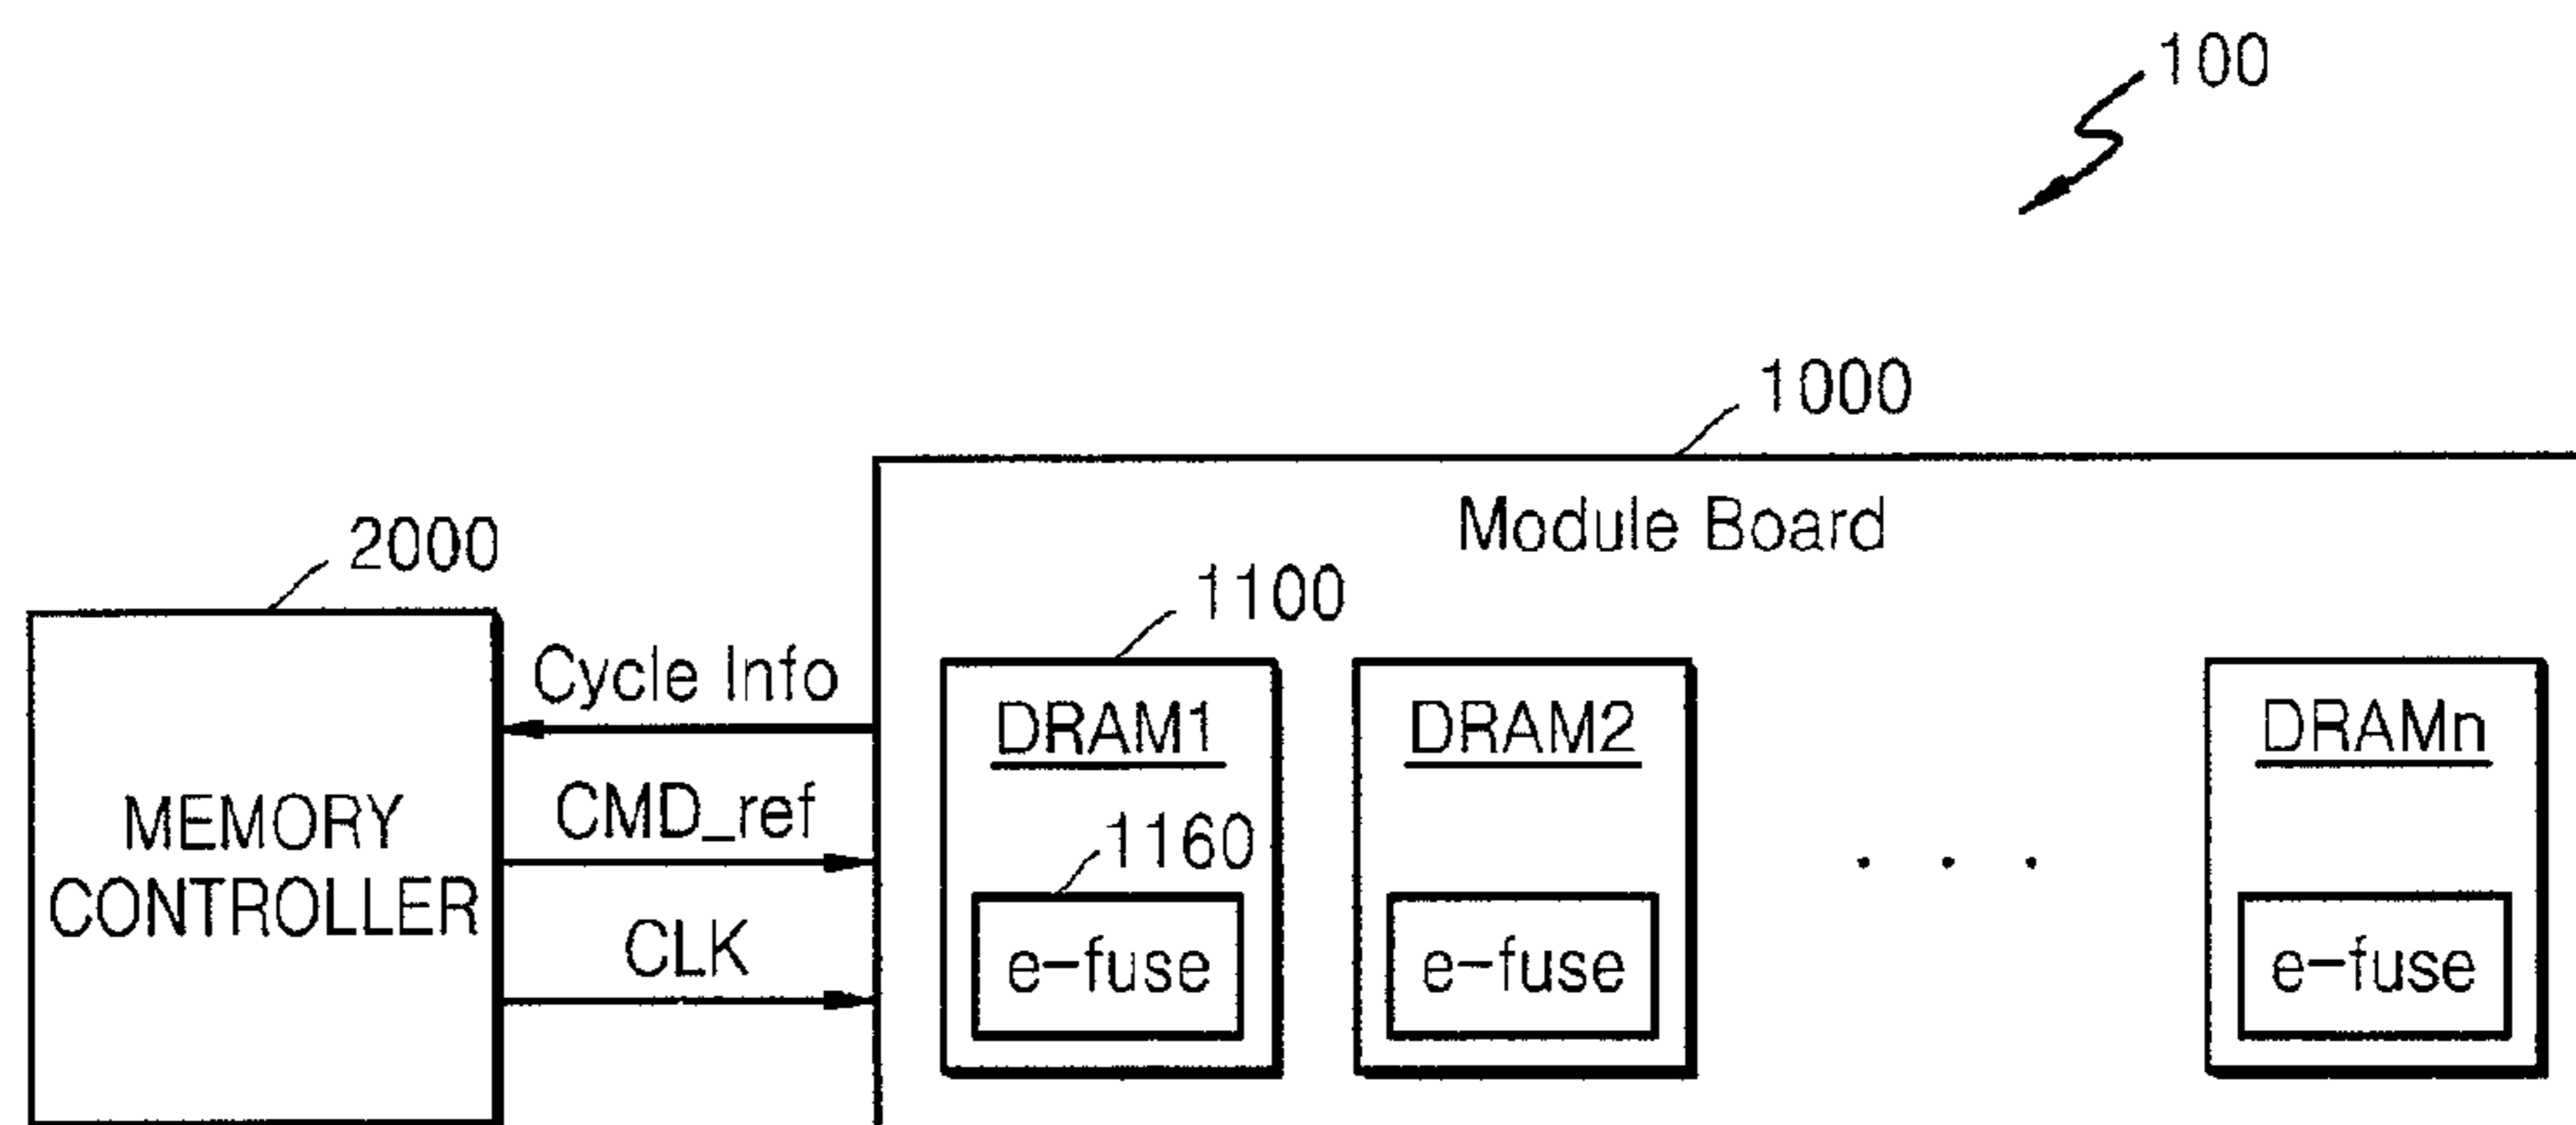 100
1000
Module Board
2000
1100
Cycle Info
DRAM1
DRAM2
DRAMn
MEMORY
CONTROLLER
CMD_ref
1160
. . .
CLK
e-fuse
e-fuse
e-fuse